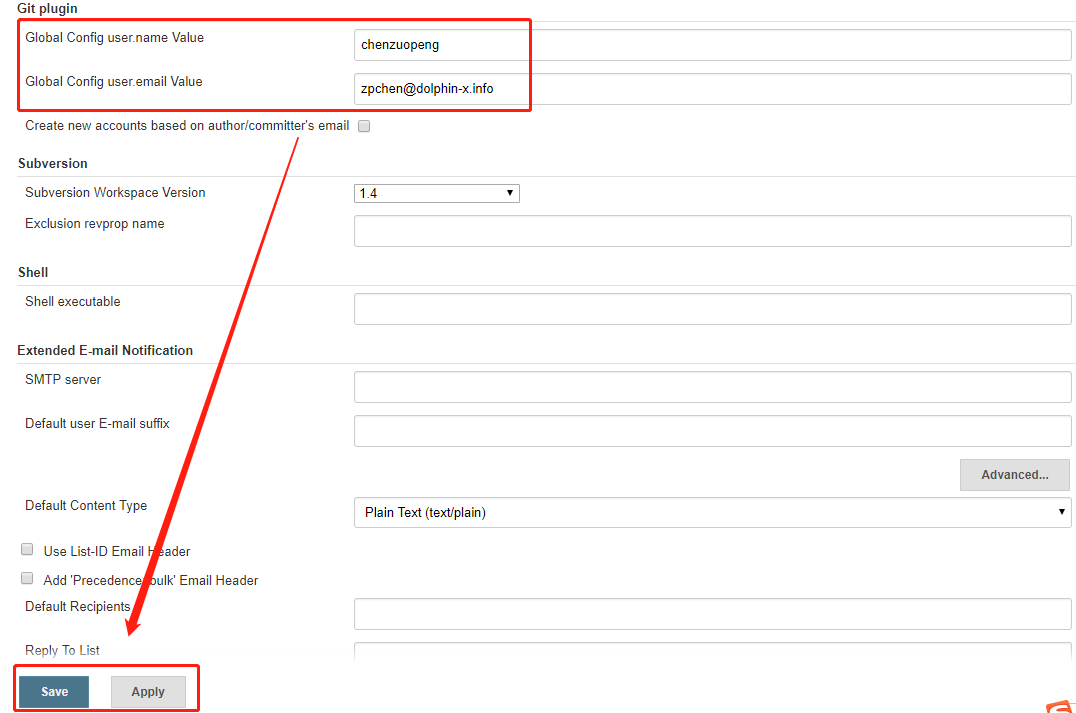 Git plugin
Global Config user.name Value
chenzuopeng
Global Config user.email Value
zpchen@dolphin-x.info
Create new accounts based on author/committer's email
Subversion
Subversion Workspace Version
1.4
Exclusion revprop name
Shell
Shell executable
Extended E-mail Notification
SMTP server
Default user E-mail suffix
Advanced...
Default Content Type
Plain Text (text/plain)
Use List-ID Email Header
Add 'Precedence: bulk' Email Header
Default Recipients
Reply To List
Save Apply